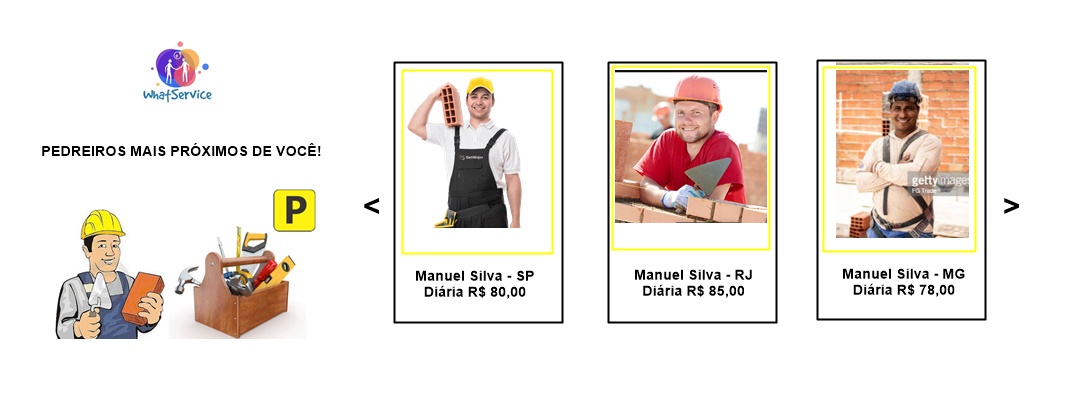 WhatService
PEDREIROS MAIS PRÓXIMOS DE VOCÊ!
P
<
Manuel Silva - SP
Diária R$ 80,00
Manuel Silva - RJ
Diária R$ 85,00
gettyimages
FG Trade
Manuel Silva - MG
Diária R$ 78,00
>